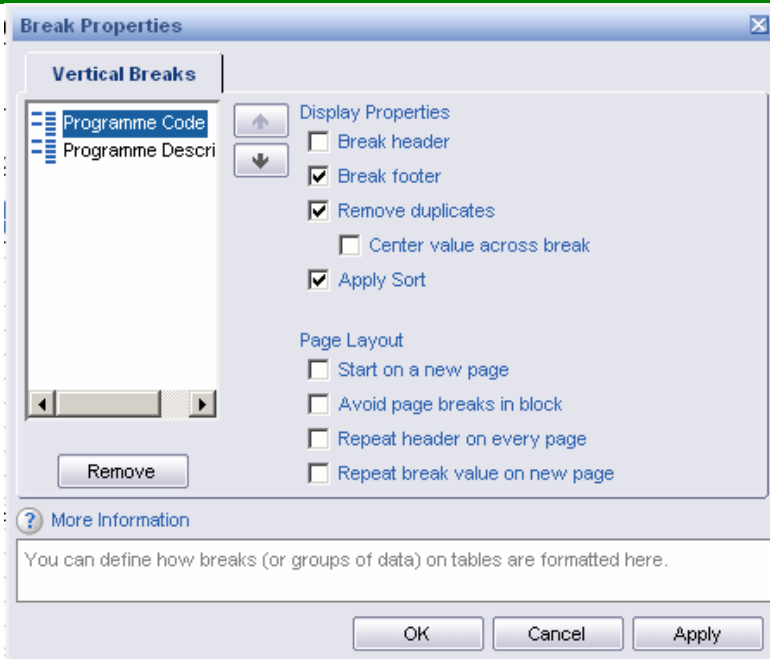 Break Properties
Vertical Breaks
Programme Code
Programme Descri
Display Properties
Break header
Break footer
Remove duplicates
Center value across break
Apply Sort
Page Layout
Start on a new page
Avoid page breaks in block
Repeat header on every page
Repeat break value on new page
Remove
? More Information
You can define how breaks (or groups of data) on tables are formatted here.
OK Cancel Apply